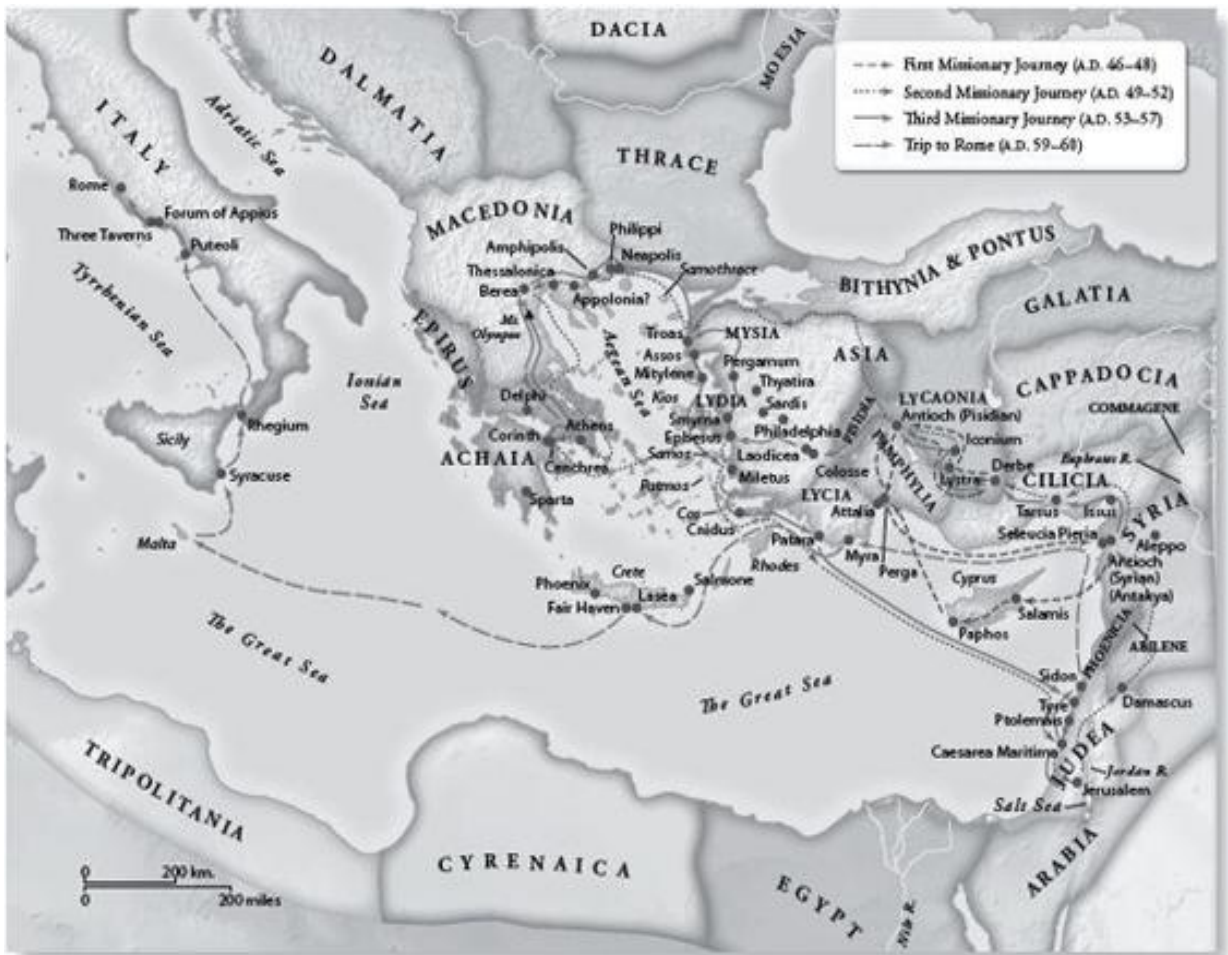 DACIA
MOESIA
DALMATIA
ITALY
Adriatic Sea
First Missionary Journey (A.D. 46–48)
Second Missionary Journey (A.D. 49–52)
Third Missionary Journey (A.D. 53–57)
Trip to Rome (A.D. 59–60)
THRACE
Rome
Forum of Appius
Three Taverns
Puteoli
MACEDONIA
Philippi
Amphipolis
Neapolis
Thessalonica
Samothrace
Berea
Appolonia?
BITHYNIA & PONTUS
GALATIA
Tyrrhenian Sea
EPIRUS
Mt.
Olympus
Aegean Sea
Troas
MYSIA
ASIA
Assos
Mitylene
Pergamum
Thyatira
CAPPADOCIA
Ionian
Sea
Delphi
Kios
LYDIA
Sardis
LYCAONIA
COMMAGENE
Antioch (Pisidian)
Rhegium
Sicily
Athens
Smyrna
Philadelphia
PISIDIA
Iconium
Corinth
Ephesus
ACHAIA
Cenchrea
Samos
Laodicea
PAMPHYLIA
Derbe
Euphrates R.
Syracuse
Colosse
Lystra
CILICIA
Sparta
Patmos
Miletus
LYCIA
Tarsus
Issus
SYRIA
Attalia
Cos
Cnidus
Seleucia Pieria
Malta
Patara
Myra
Aleppo
Rhodes
Perga
Antioch
(Syrian)
(Antakya)
Phoenix
Crete
Salmone
Cyprus
Lasea
Fair Haven
Salamis
Paphos
PHOENICIA
ABILENE
The Great Sea
Sidon
The Great Sea
Tyre
Damascus
Ptolemais
Caesarea Maritima
JUDEA
Jordan R.
Jerusalem
Salt Sea
TRIPOLITANIA
CYRENAICA
EGYPT
Nile R.
ARABIA
0 200 km.
0 200 miles